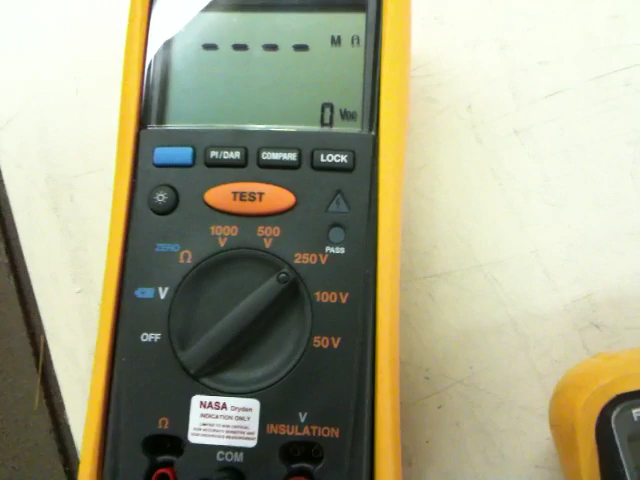 - - - - M Ω
0 VDC
PI/DAR COMPARE LOCK
TEST
1000 V 500 V
PASS
ZERO Ω 250V
V 100V
OFF 50V
NASA Dryden
INDICATION ONLY
Ω V
INSULATION
COM